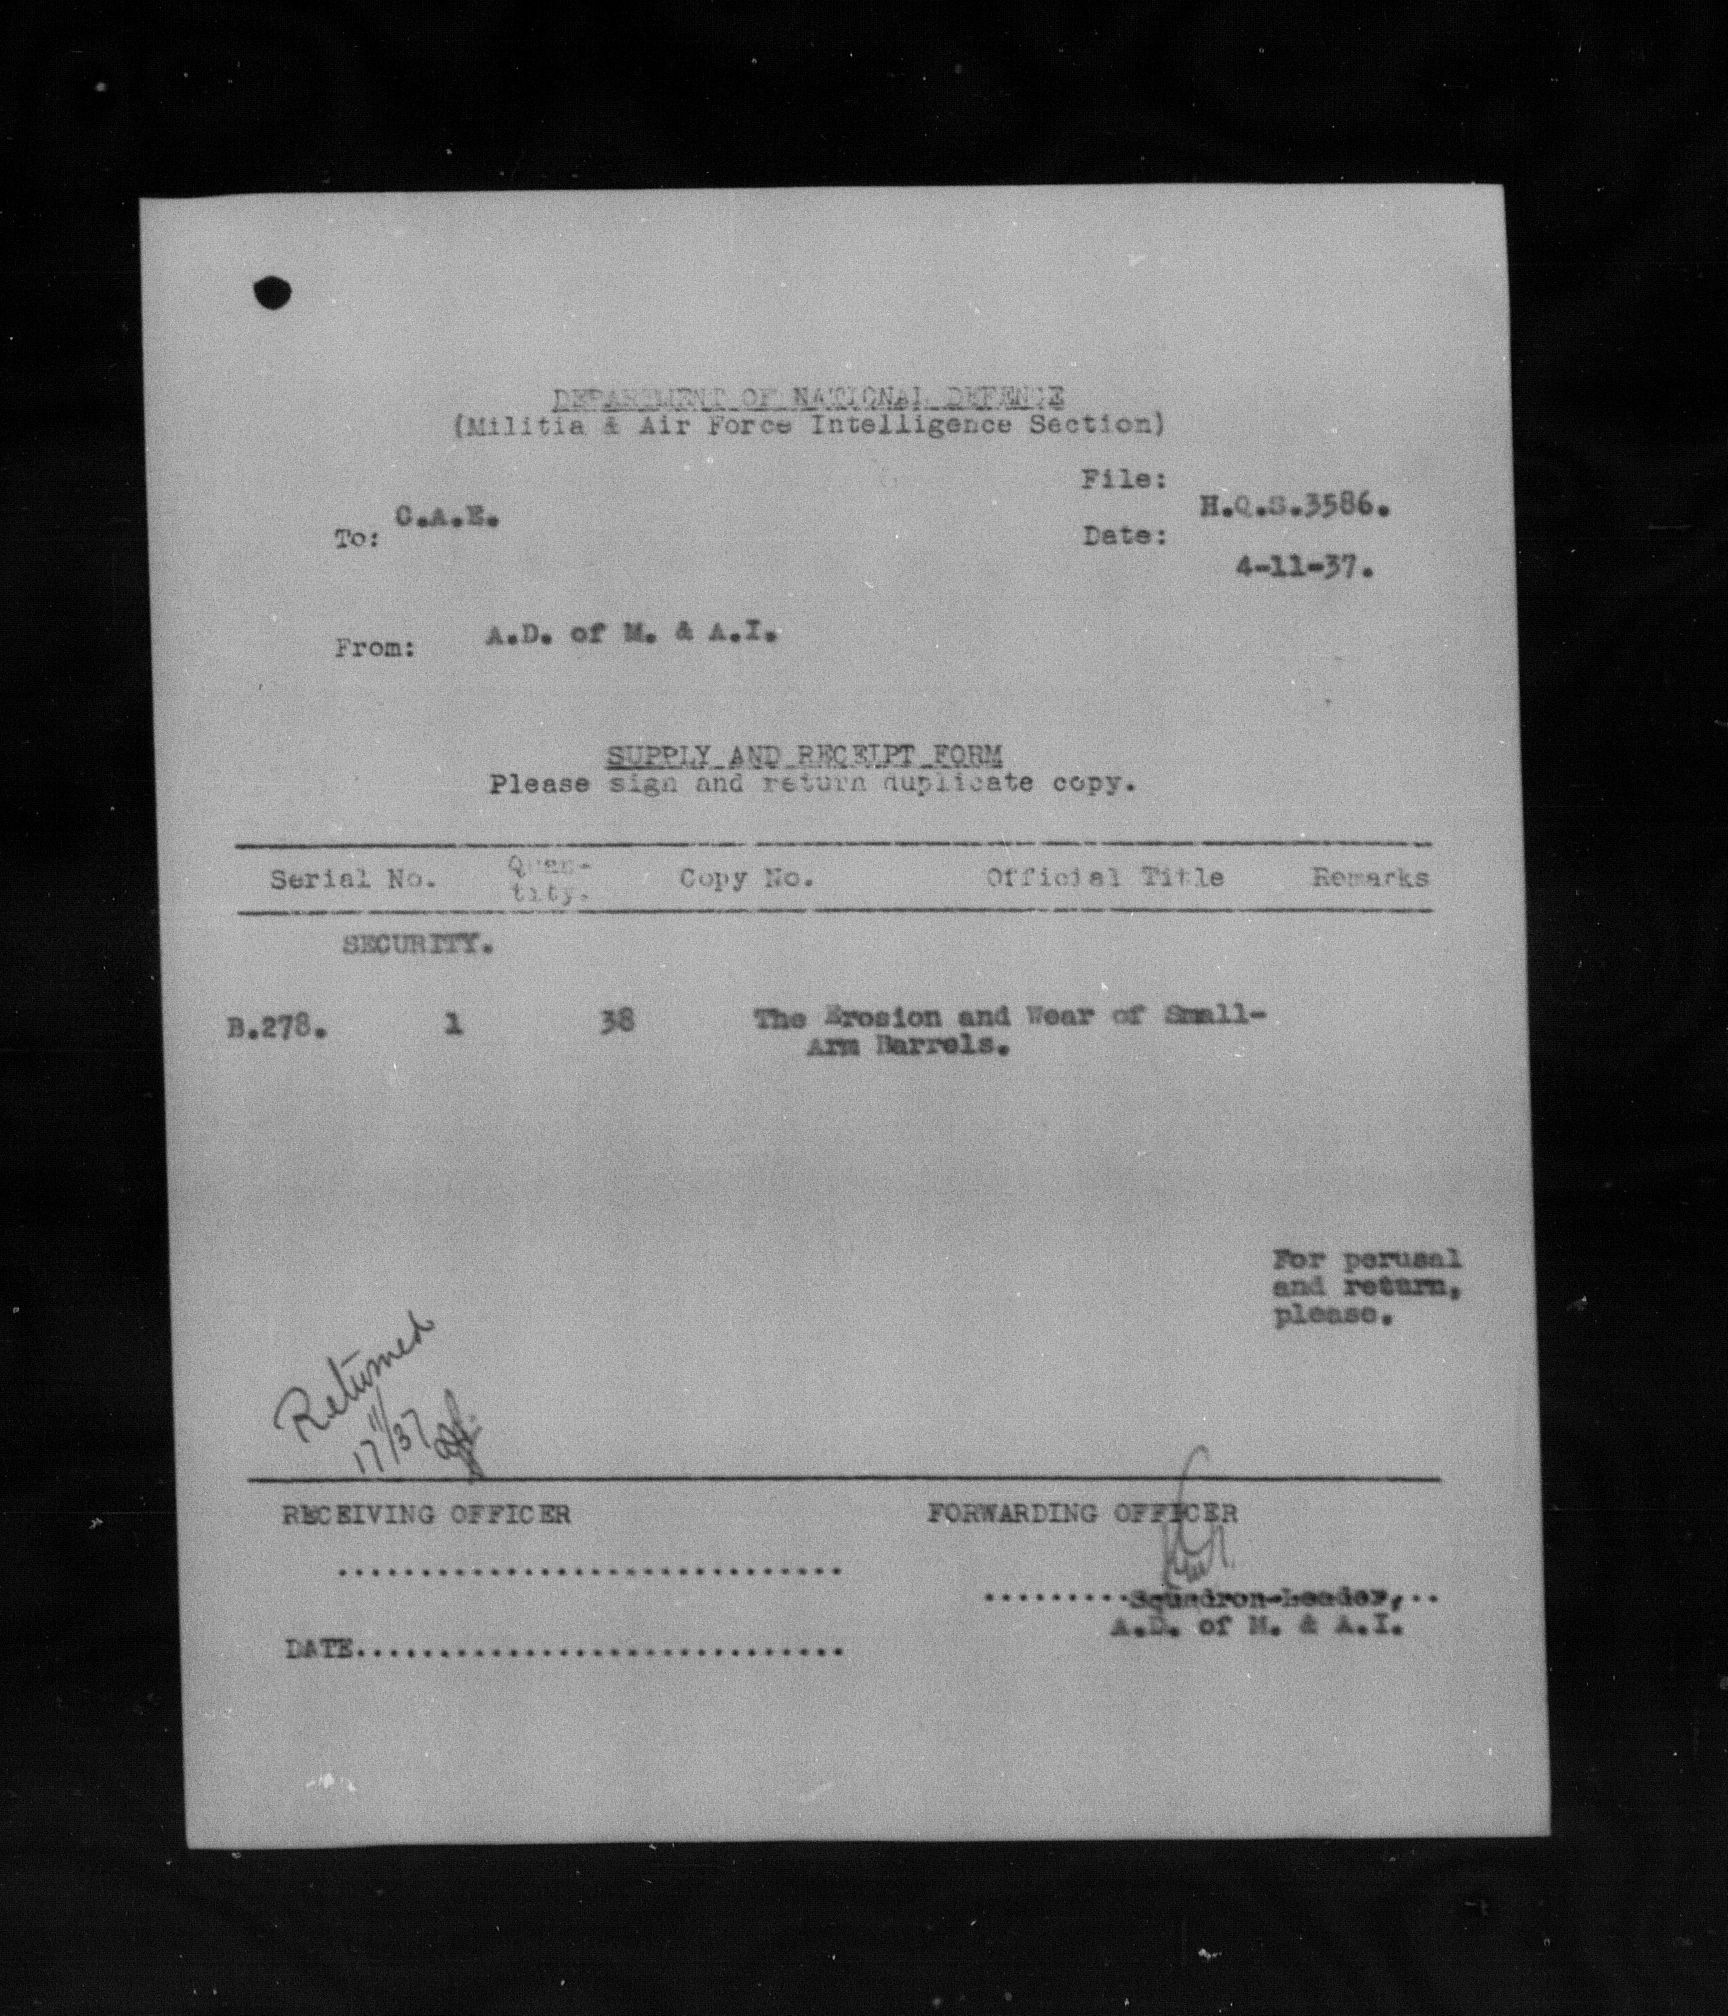 DEPARTMENT OF NATIONAL DEFENCE
(Militia & Air Force Intelligence Section)
File:
H.Q.S.3586.
C.A.E.
To:
Date:
4-11-37.
From: A.D. of M. & A.I.
SUPPLY AND RECEIPT FORM
Please sign and return duplicate copy.
Serial No. Quan-tity. Copy No. Official Title Remarks
SECURITY.
B.278. 1 38 The Erosion and Wear of Small-
Arm Barrels.
For perusal
and return,
please.
Returned
17/11/37
RECEIVING OFFICER FORWARDING OFFICER
..............................
.........Squadron-Leader,..
A.D. of M. & A.I.
DATE..............................